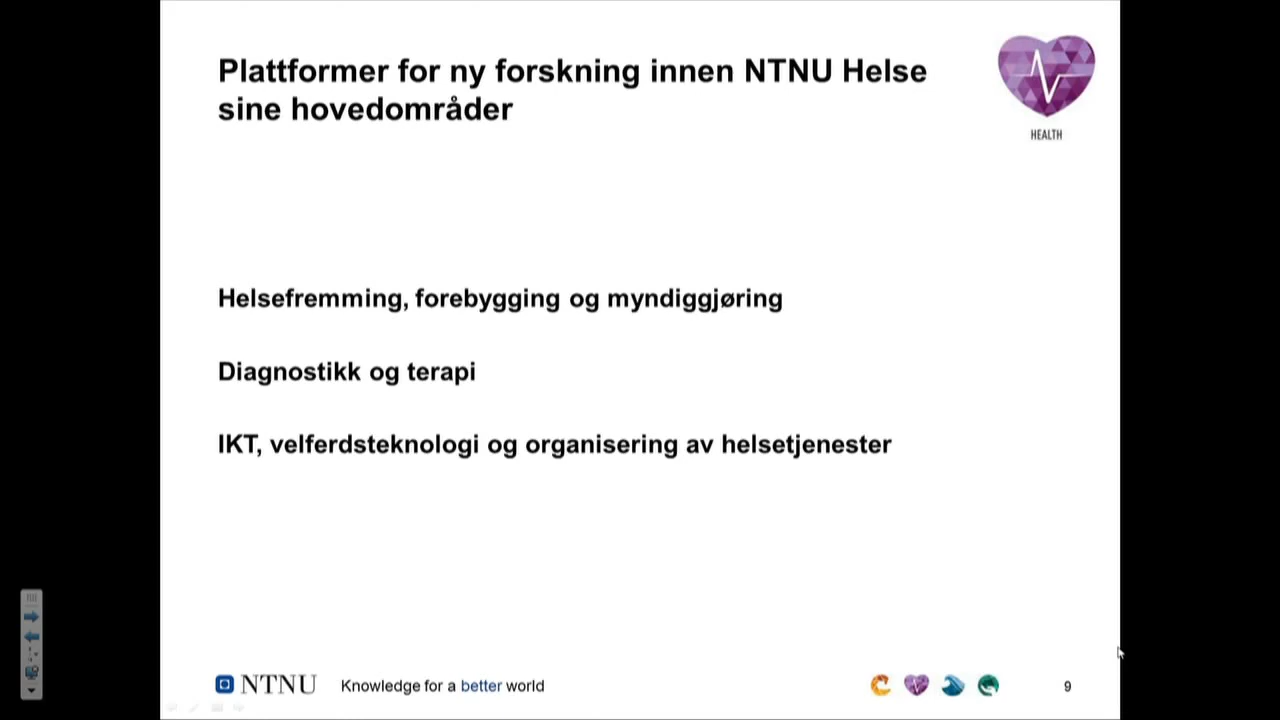 Plattformer for ny forskning innen NTNU Helse
sine hovedområder
HEALTH
Helsefremming, forebygging og myndiggjøring
Diagnostikk og terapi
IKT, velferdsteknologi og organisering av helsetjenester
NTNU Knowledge for a better world
9